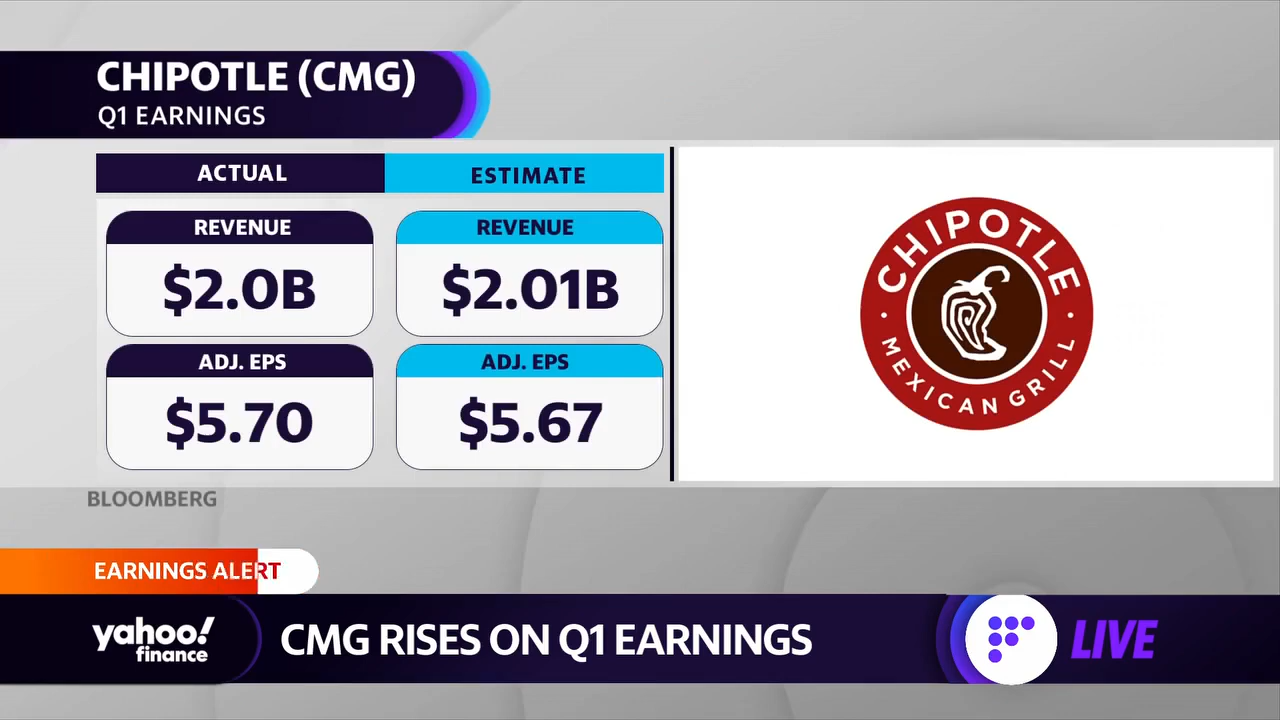 CHIPOTLE (CMG)
Q1 EARNINGS
ACTUAL
ESTIMATE
REVENUE
$2.0B
REVENUE
$2.01B
ADJ. EPS
$5.70
ADJ. EPS
$5.67
CHIPOTLE
MEXICAN GRILL
BLOOMBERG
EARNINGS ALERT
yahoo!
finance
CMG RISES ON Q1 EARNINGS
LIVE